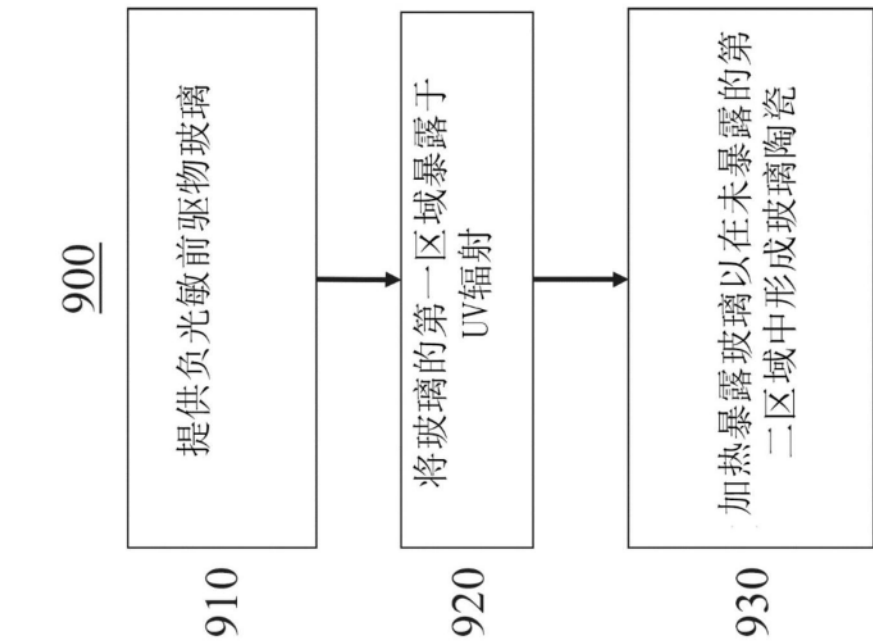 900
910
提供负光敏前驱物玻璃
920
将玻璃的第一区域暴露于
UV辐射
930
加热暴露玻璃以在未暴露的第
二区域中形成玻璃陶瓷